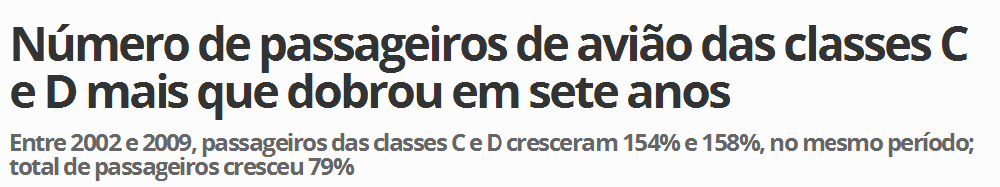 Número de passageiros de avião das classes C
e D mais que dobrou em sete anos
Entre 2002 e 2009, passageiros das classes C e D cresceram 154% e 158%, no mesmo período;
total de passageiros cresceu 79%